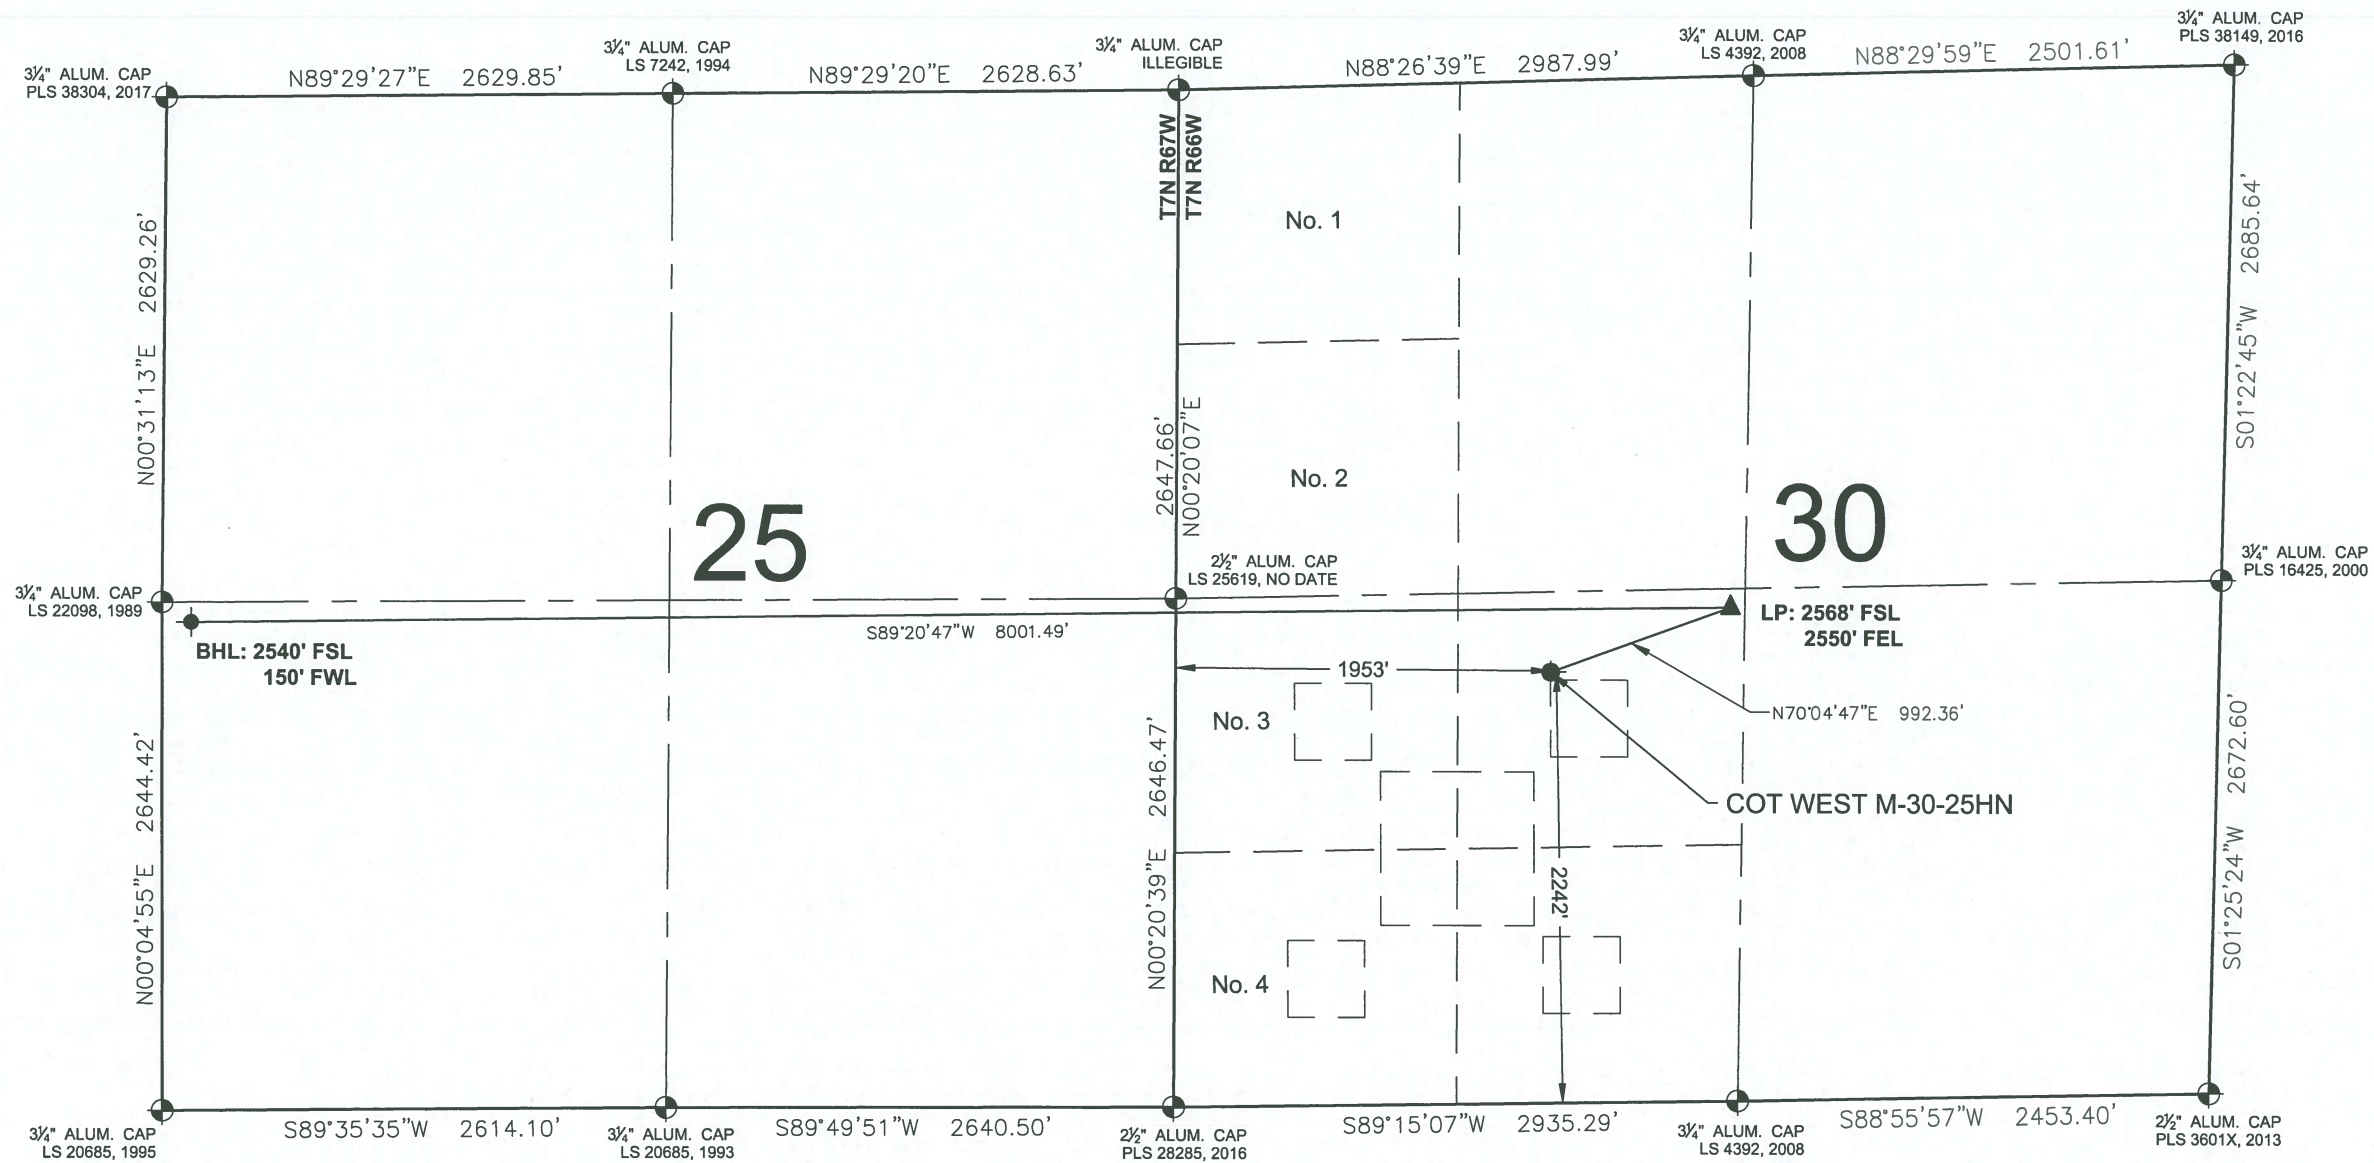 3¼" ALUM. CAP
PLS 38304, 2017
N89°29'27"E 2629.85'
3¼" ALUM. CAP
LS 7242, 1994
N89°29'20"E 2628.63'
3¼" ALUM. CAP
ILLEGIBLE
N88°26'39"E 2987.99'
3¼" ALUM. CAP
LS 4392, 2008
N88°29'59"E 2501.61'
3¼" ALUM. CAP
PLS 38149, 2016
T7N R67W
T7N R66W
N00°31'13"E 2629.26'
No. 1
S01°22'45"W 2685.64'
2647.66'
N00°20'07"E
No. 2
25
30
3¼" ALUM. CAP
LS 22098, 1989
2½" ALUM. CAP
LS 25619, NO DATE
3¼" ALUM. CAP
PLS 16425, 2000
BHL: 2540' FSL
150' FWL
S89°20'47"W 8001.49'
LP: 2568' FSL
2550' FEL
1953'
N70°04'47"E 992.36'
No. 3
COT WEST M-30-25HN
N00°04'55"E 2644.42'
N00°20'39"E 2646.47'
2242'
S01°25'24"W 2672.60'
No. 4
3¼" ALUM. CAP
LS 20685, 1995
S89°35'35"W 2614.10'
3¼" ALUM. CAP
LS 20685, 1993
S89°49'51"W 2640.50'
2½" ALUM. CAP
PLS 28285, 2016
S89°15'07"W 2935.29'
3¼" ALUM. CAP
LS 4392, 2008
S88°55'57"W 2453.40'
2½" ALUM. CAP
PLS 3601X, 2013